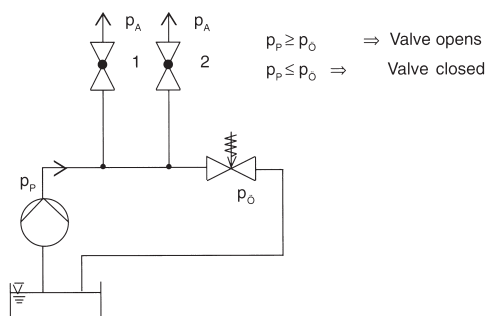 p_A p_A
p_P ≥ p_Ö ⇒ Valve opens
1 2
p_P ≤ p_Ö ⇒ Valve closed
p_P
p_Ö